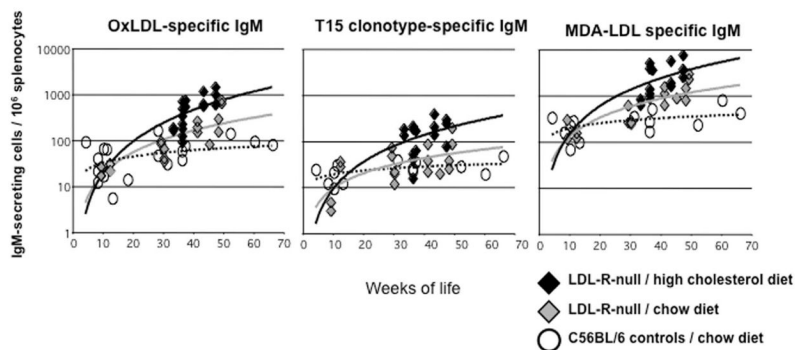 OxLDL-specific IgM
T15 clonotype-specific IgM
MDA-LDL specific IgM
IgM-secreting cells / 10⁶ splenocytes
10000
1000
100
10
1
0 10 20 30 40 50 60 70
0 10 20 30 40 50 60 70
0 10 20 30 40 50 60 70
Weeks of life
LDL-R-null / high cholesterol diet
LDL-R-null / chow diet
C56BL/6 controls / chow diet